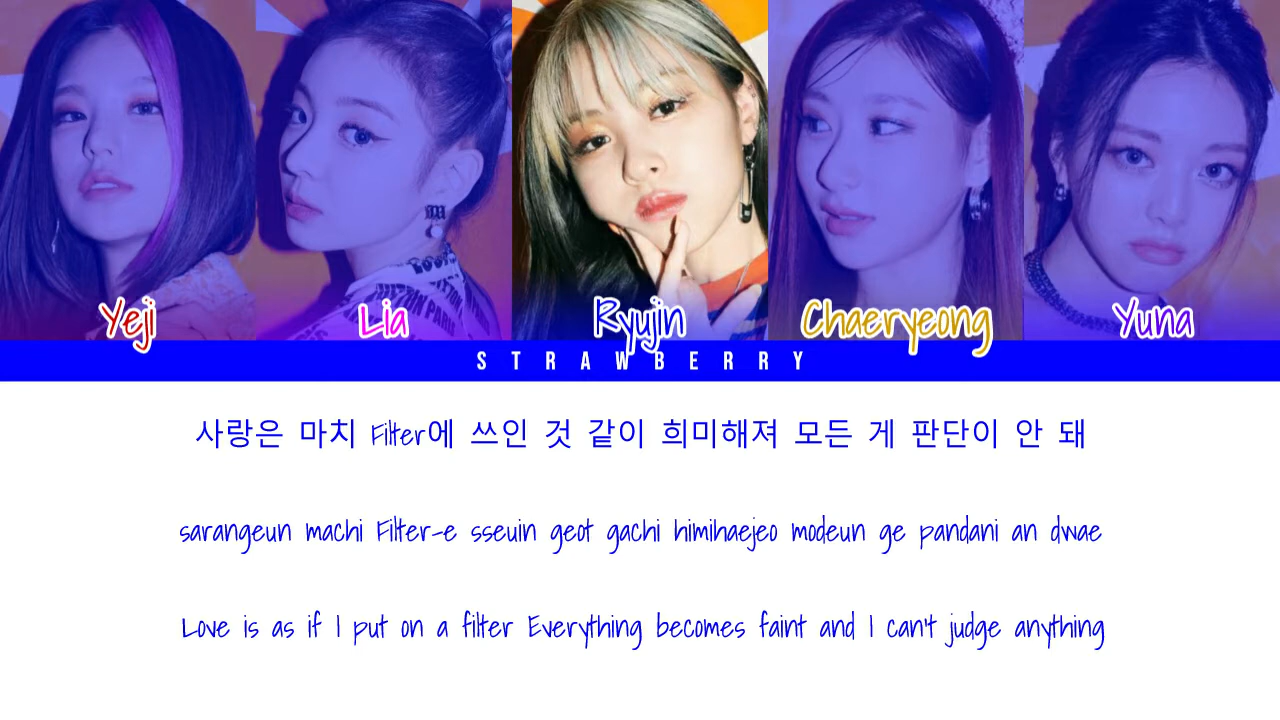 Yeji Lia Ryujin Chaeryeong Yuna
STRAWBERRY
사랑은 마치 Filter에 쓰인 것 같이 희미해져 모든 게 판단이 안 돼
sarangeun machi Filter-e sseuin geot gachi himihaejeo modeun ge pandani an dwae
Love is as if I put on a filter Everything becomes faint and I can't judge anything